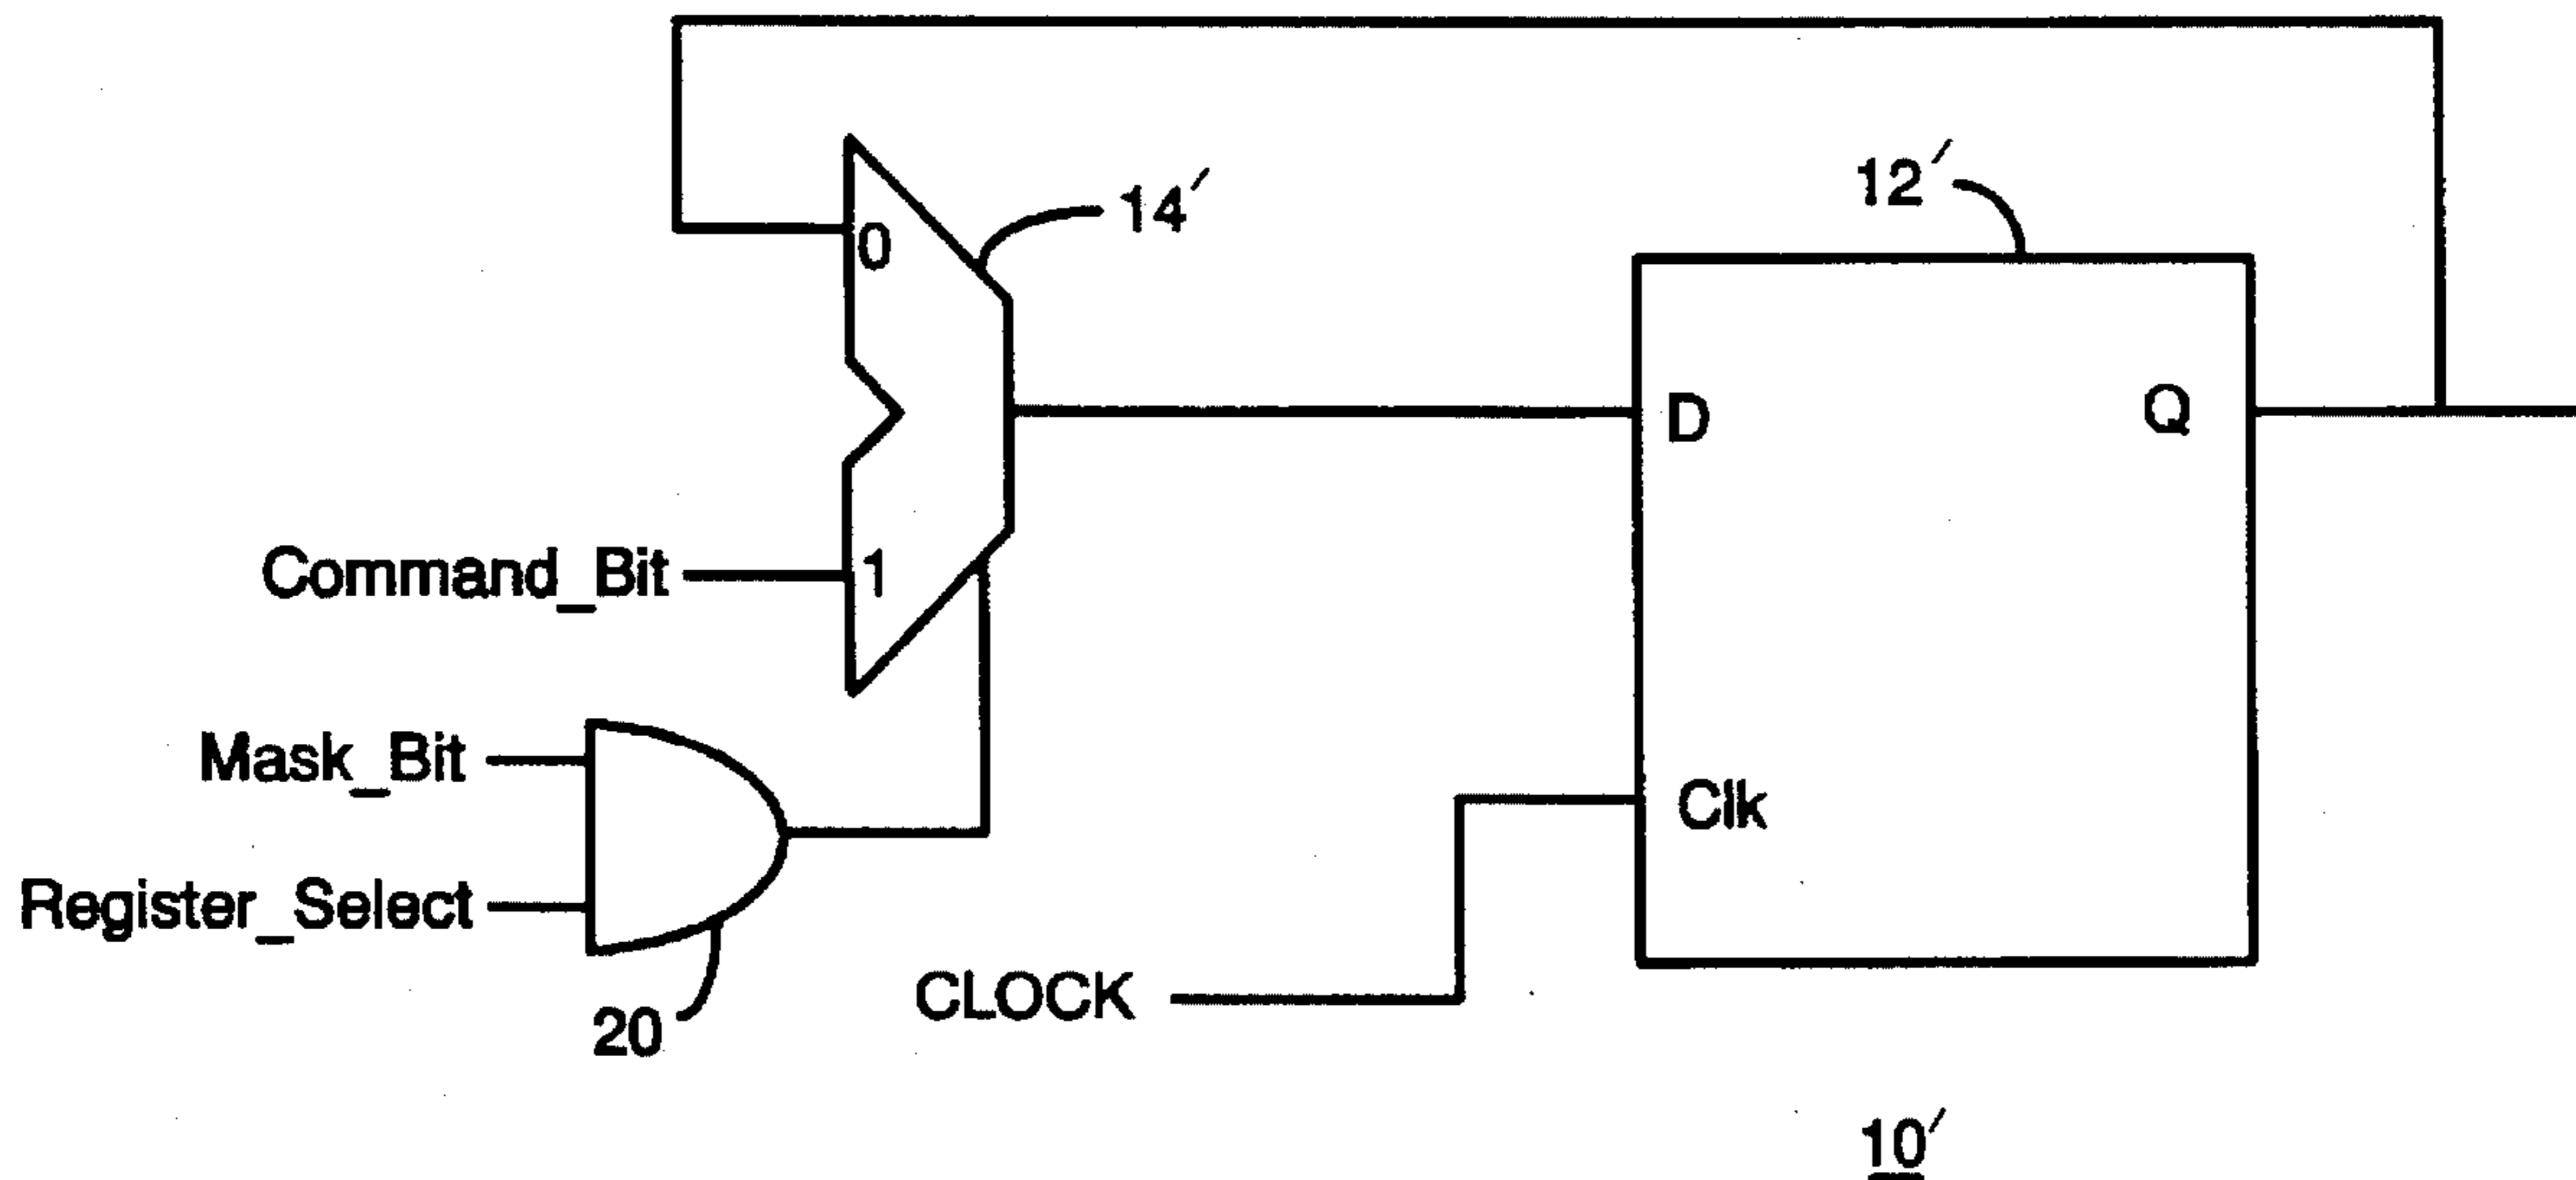 12′
14′
0
D
Q
Command_Bit
1
Mask_Bit
Clk
Register_Select
CLOCK
20
10′